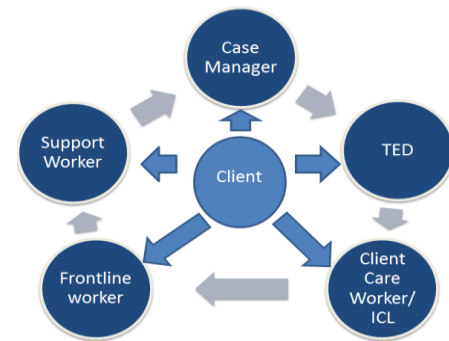 Case
Manager
Support
Worker
TED
Client
Frontline
worker
Client
Care
Worker/
ICL